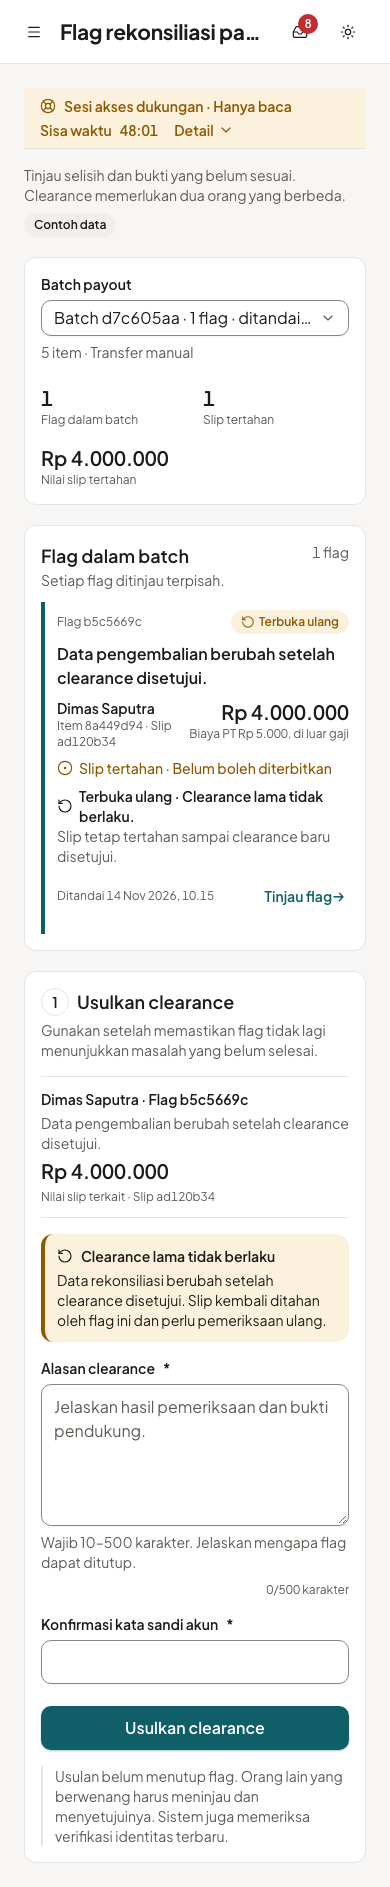 Flag rekonsiliasi pa…
8
Sesi akses dukungan · Hanya baca
Sisa waktu 48:01 Detail
Tinjau selisih dan bukti yang belum sesuai.
Clearance memerlukan dua orang yang berbeda.
Contoh data
Batch payout
Batch d7c605aa · 1 flag · ditandai…
5 item · Transfer manual
1
Flag dalam batch
1
Slip tertahan
Rp 4.000.000
Nilai slip tertahan
Flag dalam batch
1 flag
Setiap flag ditinjau terpisah.
Flag b5c5669c
Terbuka ulang
Data pengembalian berubah setelah
clearance disetujui.
Dimas Saputra
Item 8a449d94 · Slip
ad120b34
Rp 4.000.000
Biaya PT Rp 5.000, di luar gaji
Slip tertahan · Belum boleh diterbitkan
Terbuka ulang · Clearance lama tidak
berlaku.
Slip tetap tertahan sampai clearance baru
disetujui.
Ditandai 14 Nov 2026, 10.15
Tinjau flag→
1 Usulkan clearance
Gunakan setelah memastikan flag tidak lagi
menunjukkan masalah yang belum selesai.
Dimas Saputra · Flag b5c5669c
Data pengembalian berubah setelah clearance
disetujui.
Rp 4.000.000
Nilai slip terkait · Slip ad120b34
Clearance lama tidak berlaku
Data rekonsiliasi berubah setelah
clearance disetujui. Slip kembali ditahan
oleh flag ini dan perlu pemeriksaan ulang.
Alasan clearance *
Jelaskan hasil pemeriksaan dan bukti
pendukung.
Wajib 10–500 karakter. Jelaskan mengapa flag
dapat ditutup.
0/500 karakter
Konfirmasi kata sandi akun *
Usulkan clearance
Usulan belum menutup flag. Orang lain yang
berwenang harus meninjau dan
menyetujuinya. Sistem juga memeriksa
verifikasi identitas terbaru.